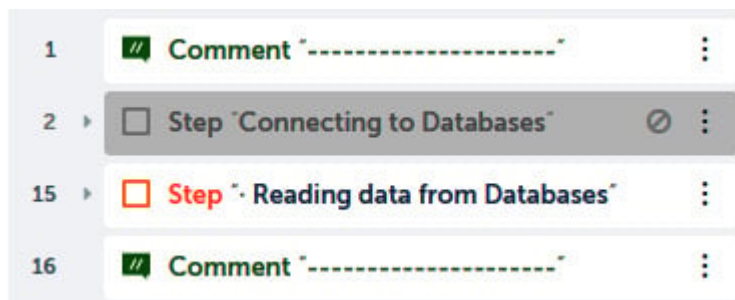 1 // Comment "---------------------"
2 Step "Connecting to Databases"
15 Step "· Reading data from Databases"
16 // Comment "---------------------"